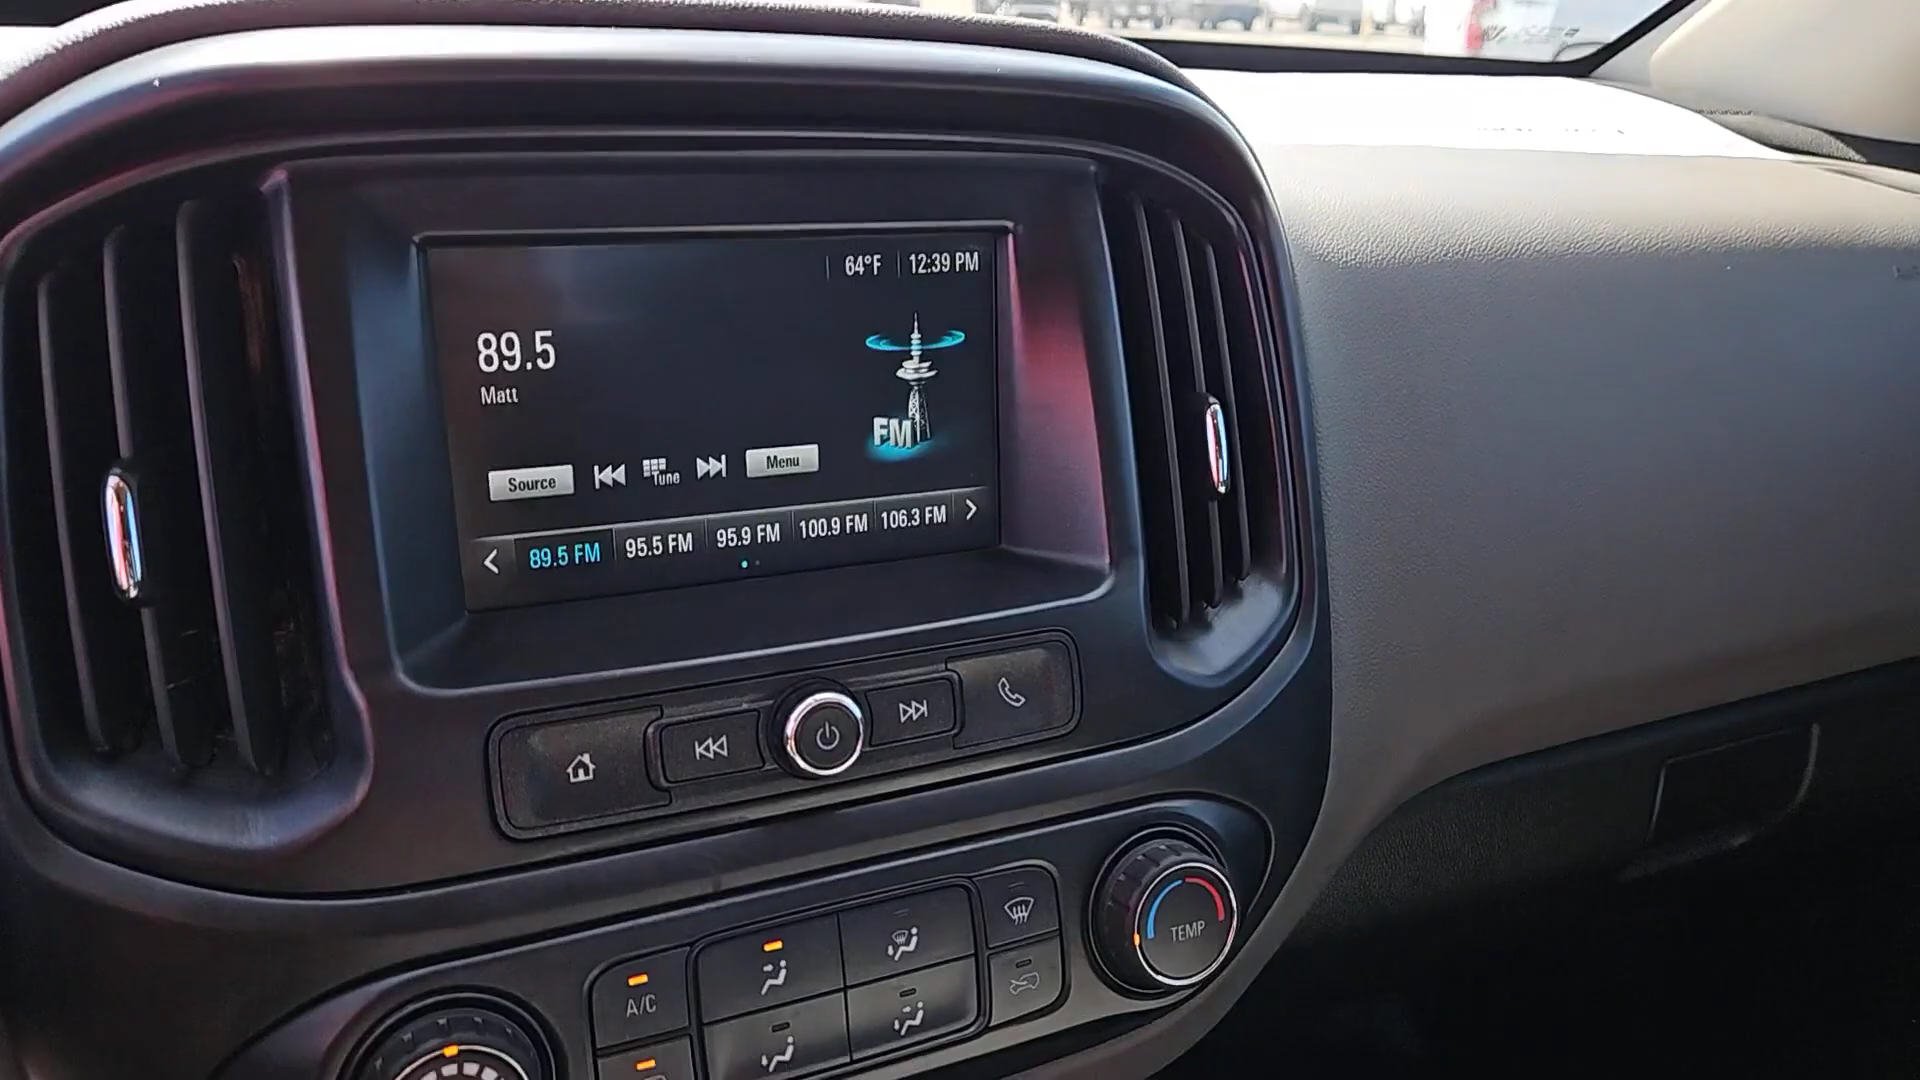 64°F 12:39 PM
89.5
Matt
FM
Source Tune Menu
89.5 FM 95.5 FM 95.9 FM 100.9 FM 106.3 FM
A/C
TEMP